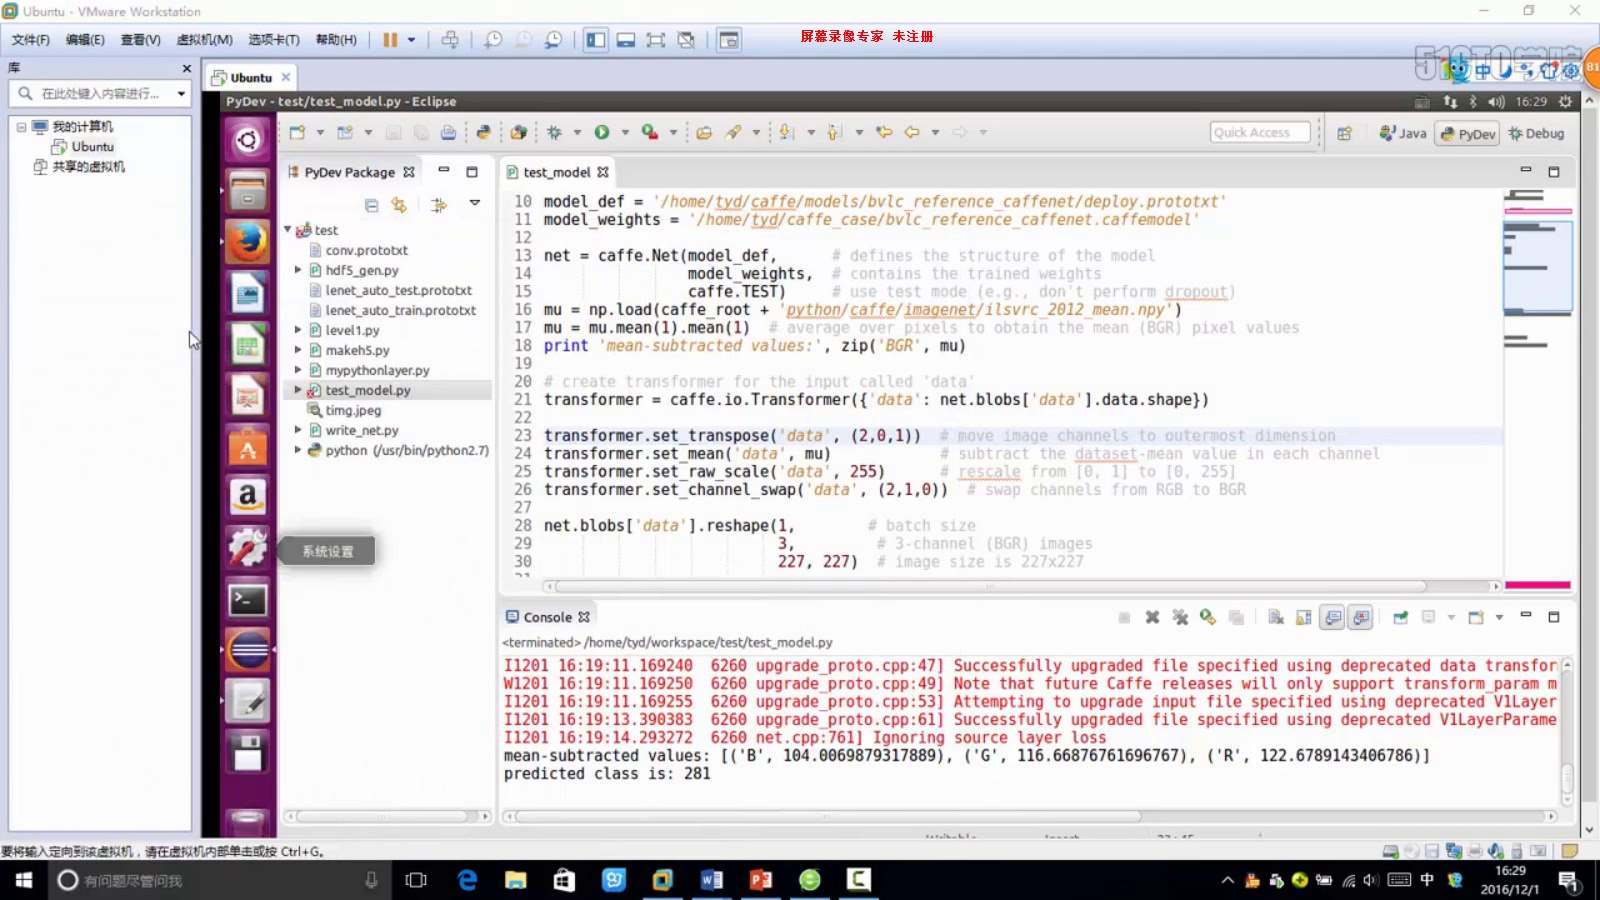 Ubuntu - VMware Workstation
文件(F) 编辑(E) 查看(V) 虚拟机(M) 选项卡(T) 帮助(H)
屏幕录像专家 未注册
51CTO学院
中
81
库
在此处键入内容进行...
我的计算机
Ubuntu
共享的虚拟机
Ubuntu
PyDev - test/test_model.py - Eclipse
16:29
Quick Access
Java
PyDev
Debug
PyDev Package
test
conv.prototxt
hdf5_gen.py
lenet_auto_test.prototxt
lenet_auto_train.prototxt
level1.py
makeh5.py
mypythonlayer.py
test_model.py
timg.jpeg
write_net.py
python (/usr/bin/python2.7)
系统设置
test_model
10 model_def = '/home/tyd/caffe/models/bvlc_reference_caffenet/deploy.prototxt'
11 model_weights = '/home/tyd/caffe_case/bvlc_reference_caffenet.caffemodel'
12
13 net = caffe.Net(model_def,      # defines the structure of the model
14                 model_weights,  # contains the trained weights
15                 caffe.TEST)     # use test mode (e.g., don't perform dropout)
16 mu = np.load(caffe_root + 'python/caffe/imagenet/ilsvrc_2012_mean.npy')
17 mu = mu.mean(1).mean(1)  # average over pixels to obtain the mean (BGR) pixel values
18 print 'mean-subtracted values:', zip('BGR', mu)
19
20 # create transformer for the input called 'data'
21 transformer = caffe.io.Transformer({'data': net.blobs['data'].data.shape})
22
23 transformer.set_transpose('data', (2,0,1))  # move image channels to outermost dimension
24 transformer.set_mean('data', mu)            # subtract the dataset-mean value in each channel
25 transformer.set_raw_scale('data', 255)      # rescale from [0, 1] to [0, 255]
26 transformer.set_channel_swap('data', (2,1,0))  # swap channels from RGB to BGR
27
28 net.blobs['data'].reshape(1,        # batch size
29                           3,         # 3-channel (BGR) images
30                           227, 227)  # image size is 227x227
Console
<terminated> /home/tyd/workspace/test/test_model.py
I1201 16:19:11.169240  6260 upgrade_proto.cpp:47] Successfully upgraded file specified using deprecated data transfor
W1201 16:19:11.169250  6260 upgrade_proto.cpp:49] Note that future Caffe releases will only support transform_param m
I1201 16:19:11.169255  6260 upgrade_proto.cpp:53] Attempting to upgrade input file specified using deprecated V1Layer
I1201 16:19:13.390383  6260 upgrade_proto.cpp:61] Successfully upgraded file specified using deprecated V1LayerParame
I1201 16:19:14.293272  6260 net.cpp:761] Ignoring source layer loss
mean-subtracted values: [('B', 104.0069879317889), ('G', 116.66876761696767), ('R', 122.6789143406786)]
predicted class is: 281
要将输入定向到该虚拟机，请在虚拟机内部单击或按 Ctrl+G。
有问题尽管问我
中
16:29
2016/12/1
1